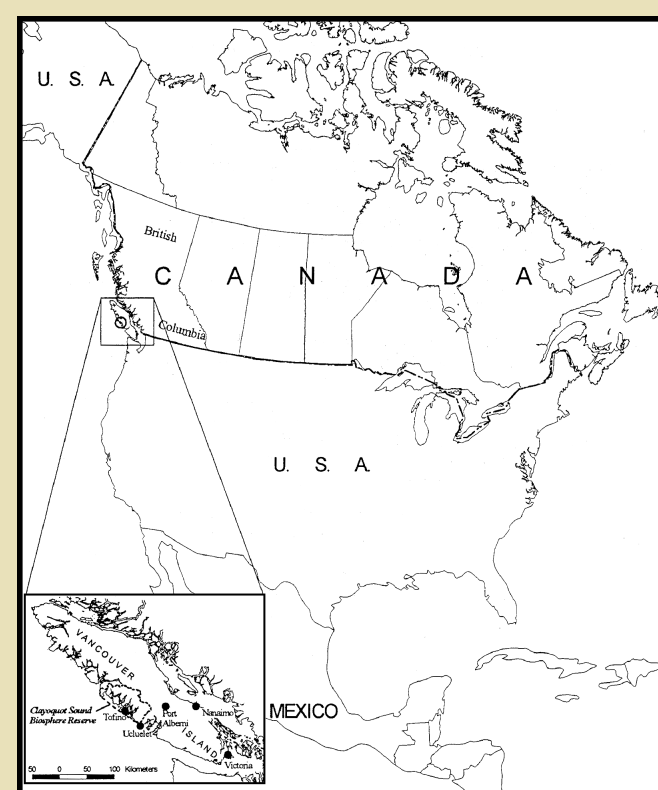 U. S. A.
British
C A N A D A
Columbia
U. S. A.
VANCOUVER
ISLAND
Clayoquot Sound
Biosphere Reserve
Tofino
Port
Alberni
Nanaimo
Ucluelet
Victoria
50 0 50 100 Kilometers
MEXICO